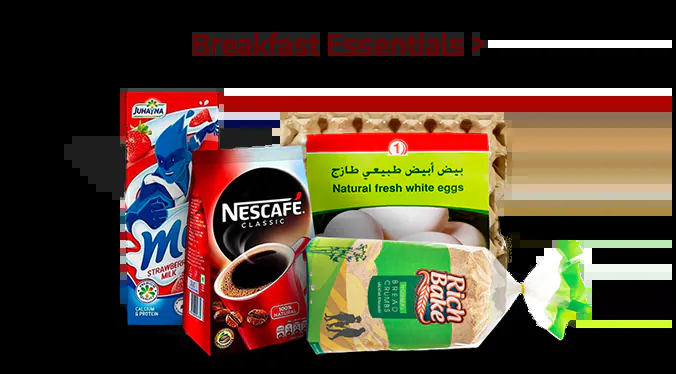 Breakfast Essentials >
JUHAYNA
STRAWBERRY
MILK
CALCIUM
& PROTEIN
NESCAFÉ
CLASSIC
100%
NATURAL
1
بيض أبيض طبيعي طازج
Natural fresh white eggs
Rich
Bake
BREAD
CRUMBS